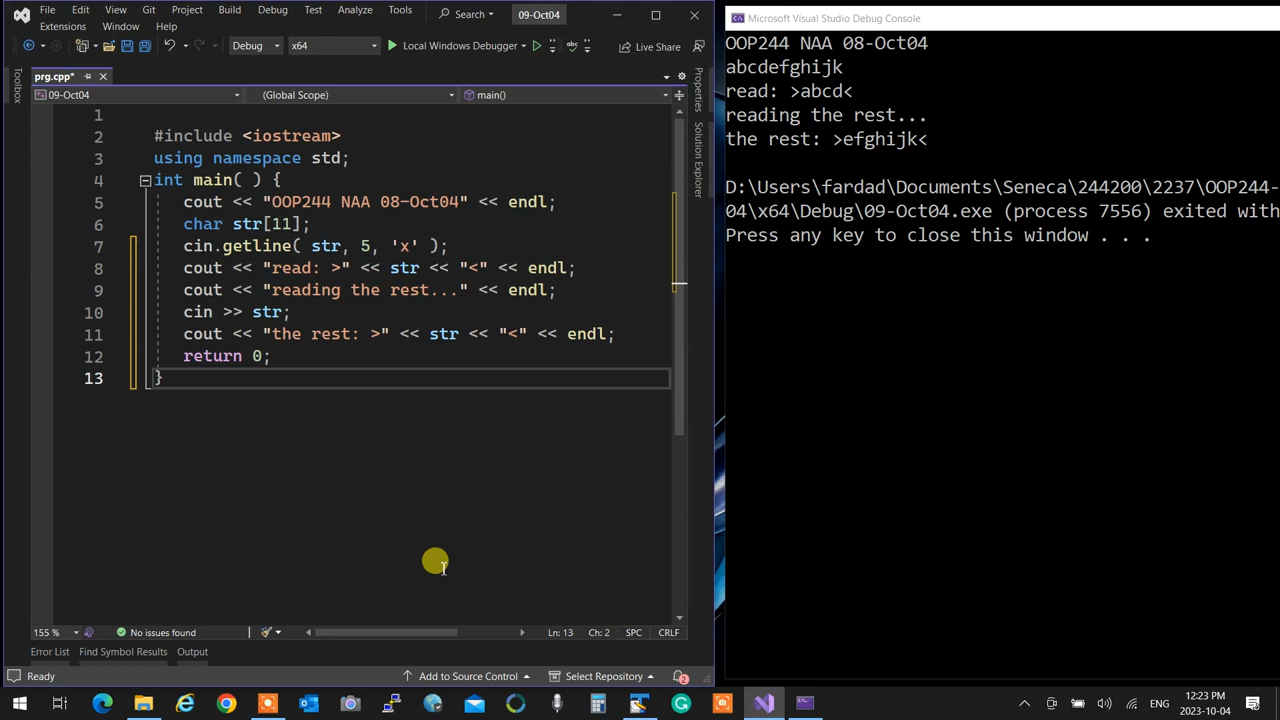 File Edit View Git Project Build Debug Test Analyze Tools Search 09-Oct04
Extensions Window Help
Debug x64 Local Windows Debugger Live Share
prg.cpp*
09-Oct04 (Global Scope) main()
Toolbox
Properties
Solution Explorer
1
2 #include <iostream>
3 using namespace std;
4 int main( ) {
5 cout << "OOP244 NAA 08-Oct04" << endl;
6 char str[11];
7 cin.getline( str, 5, 'x' );
8 cout << "read: >" << str << "<" << endl;
9 cout << "reading the rest..." << endl;
10 cin >> str;
11 cout << "the rest: >" << str << "<" << endl;
12 return 0;
13 }
155 % No issues found Ln: 13 Ch: 2 SPC CRLF
Error List Find Symbol Results Output
Ready Add to Source Control Select Repository 2
Microsoft Visual Studio Debug Console
OOP244 NAA 08-Oct04
abcdefghijk
read: >abcd<
reading the rest...
the rest: >efghijk<
D:\Users\fardad\Documents\Seneca\244200\2237\OOP244-
04\x64\Debug\09-Oct04.exe (process 7556) exited with
Press any key to close this window . . .
ENG 12:23 PM
2023-10-04